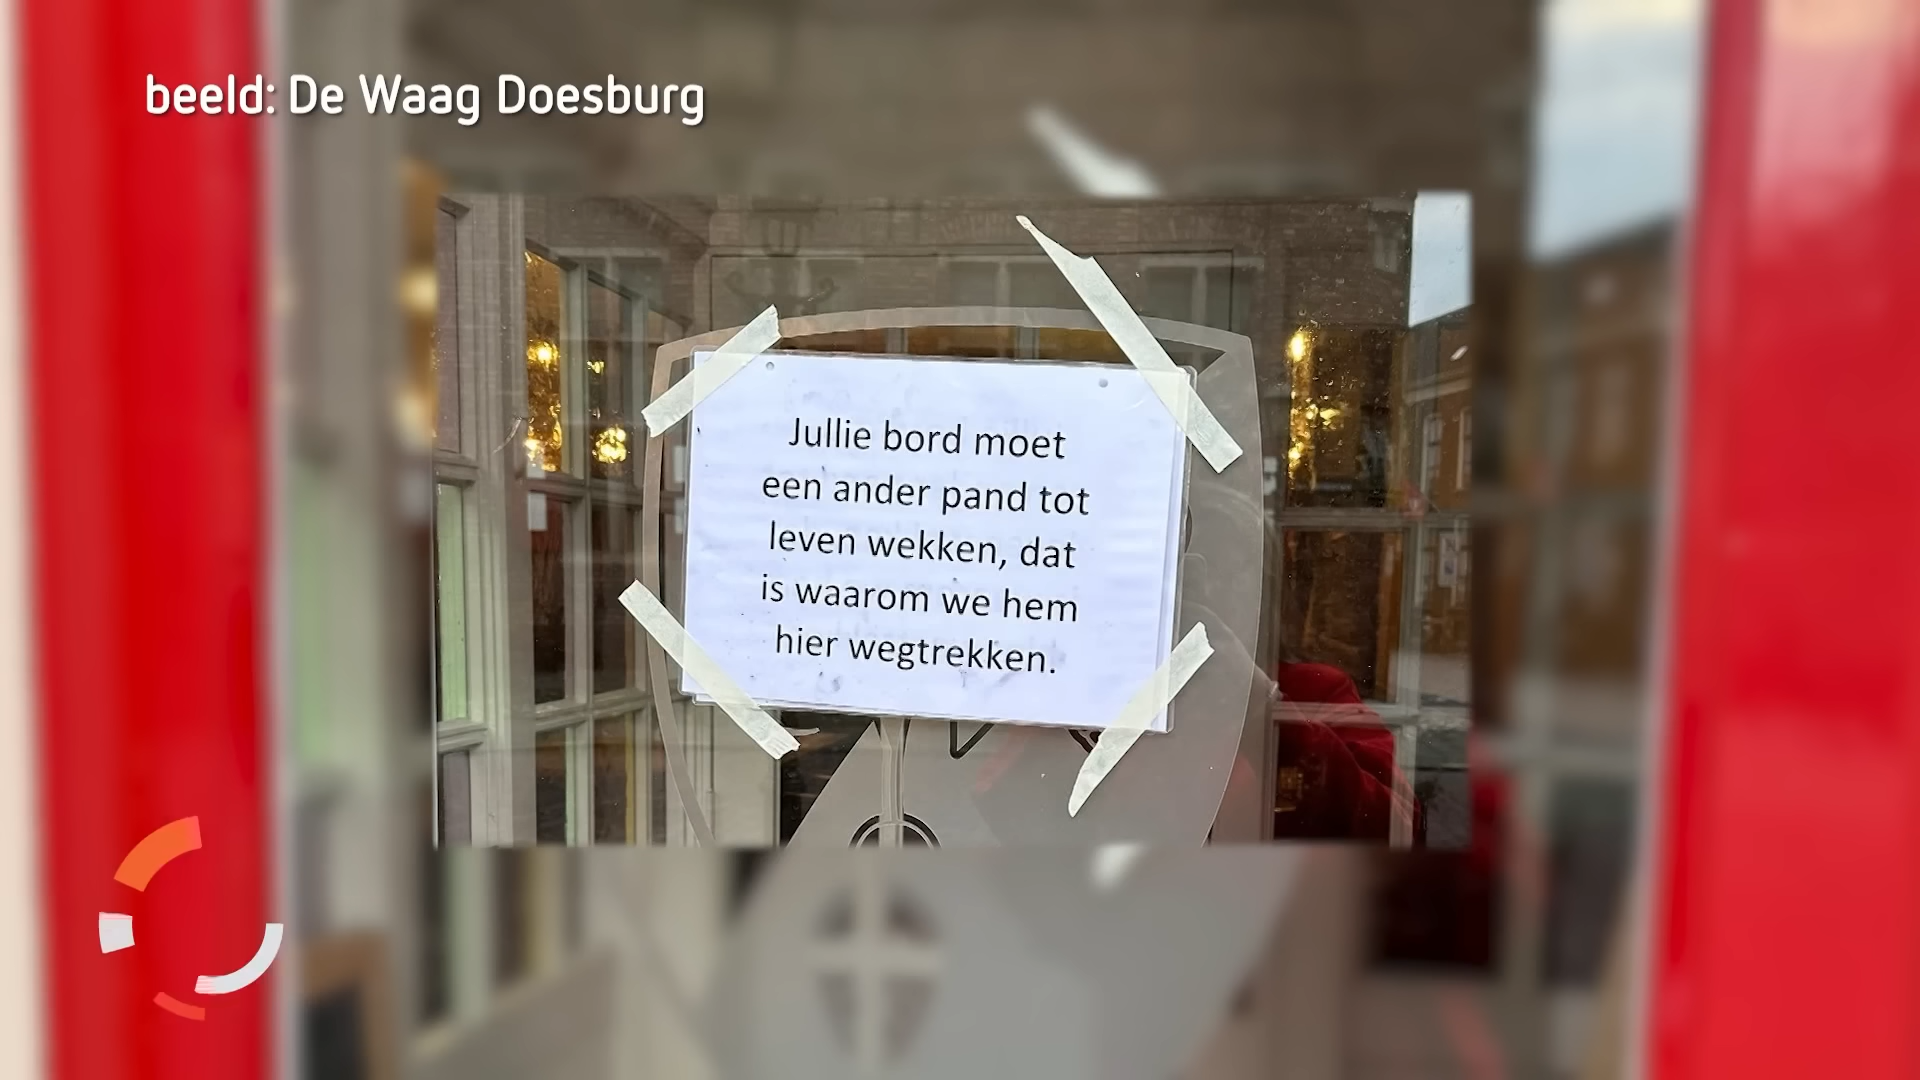 beeld: De Waag Doesburg
Jullie bord moet
een ander pand tot
leven wekken, dat
is waarom we hem
hier wegtrekken.